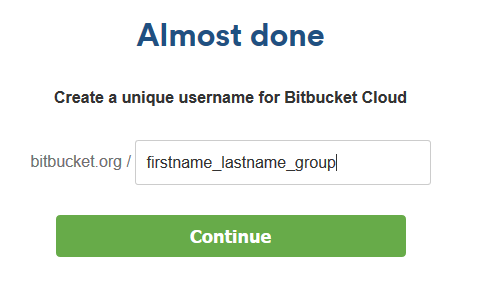 Almost done
Create a unique username for Bitbucket Cloud
bitbucket.org / firstname_lastname_group
Continue